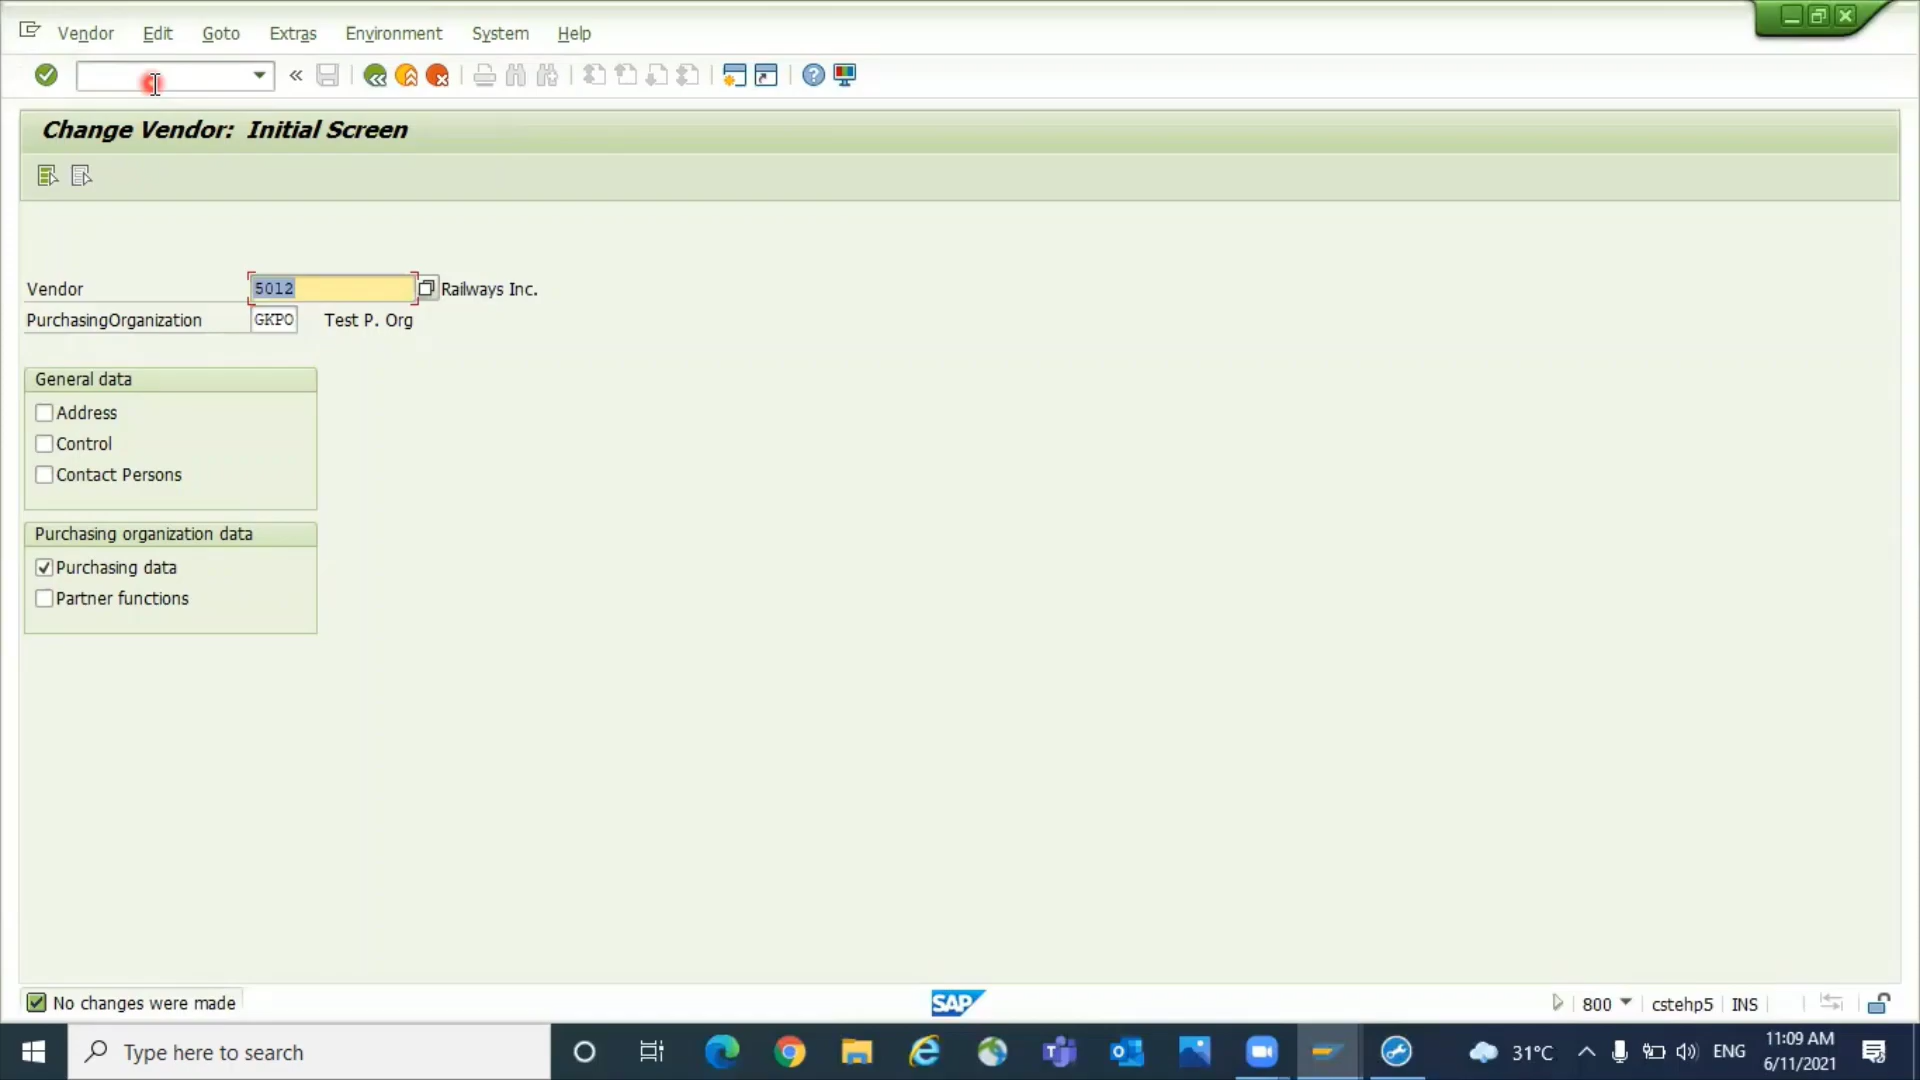 Vendor Edit Goto Extras Environment System Help
Change Vendor: Initial Screen
Vendor 5012 Railways Inc.
PurchasingOrganization GKPO Test P. Org
General data
Address
Control
Contact Persons
Purchasing organization data
Purchasing data
Partner functions
No changes were made SAP 800 cstehp5 INS
Type here to search 31°C ENG 11:09 AM
6/11/2021